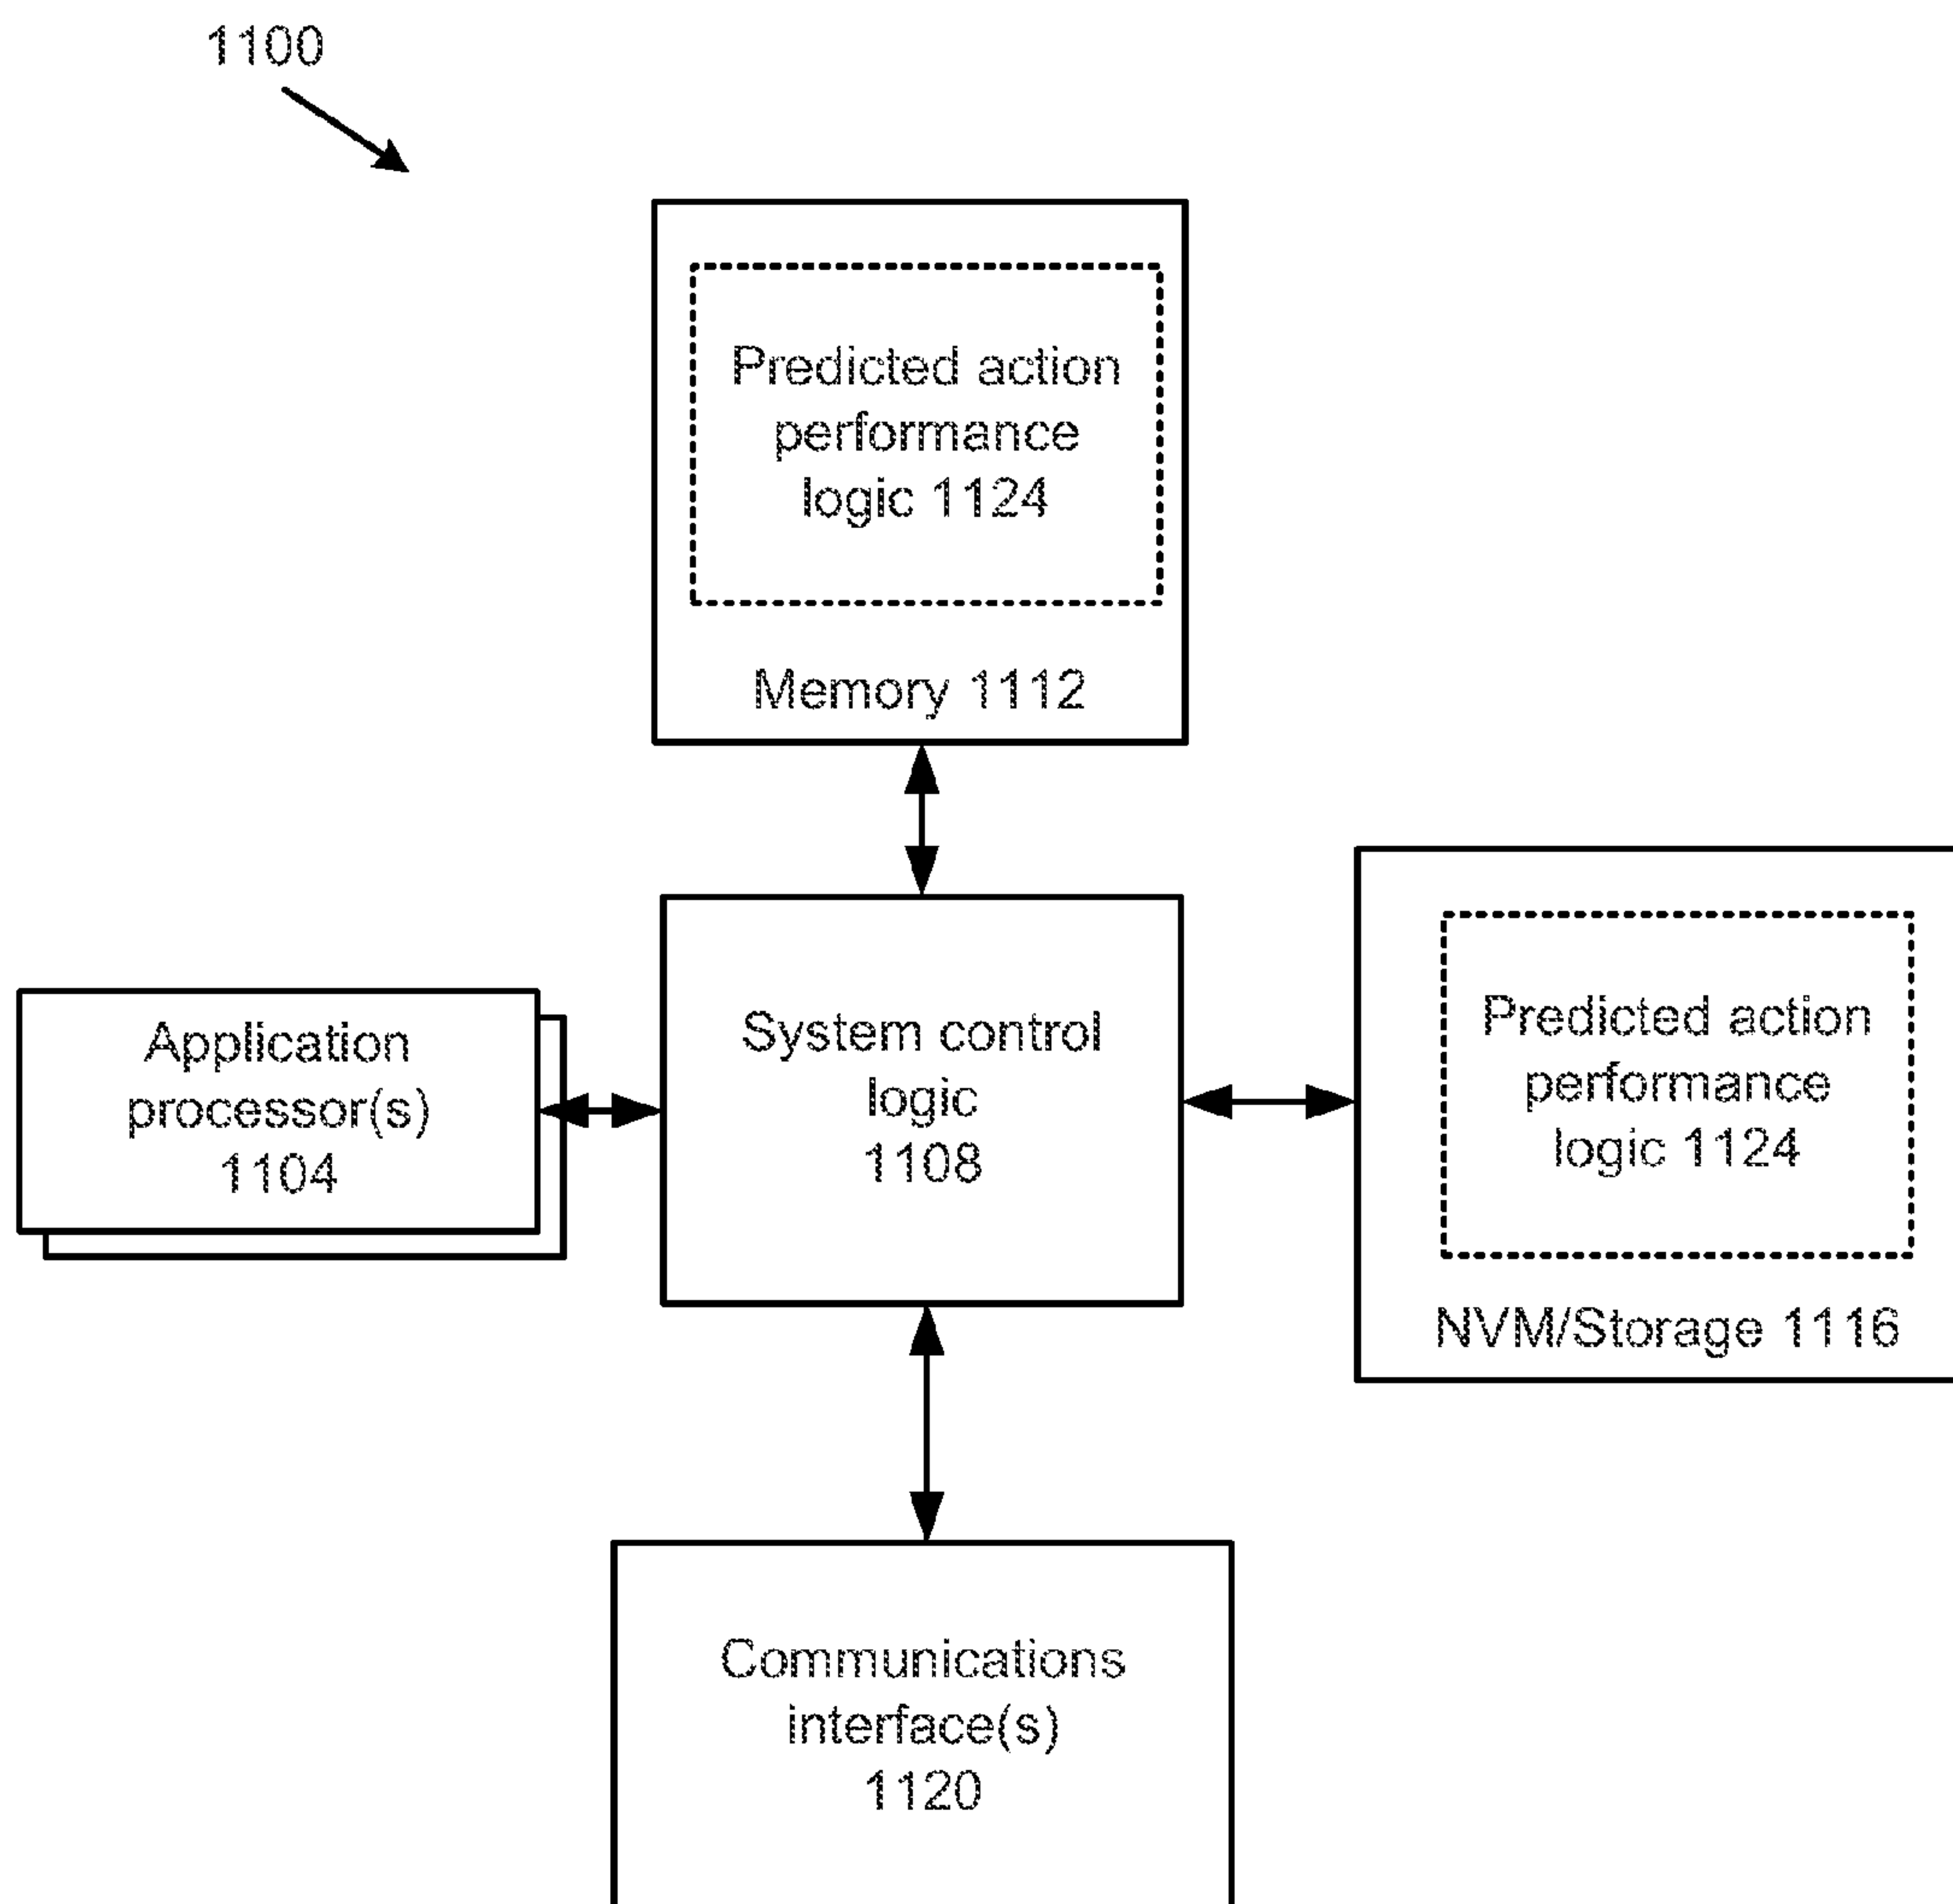 1100
Predicted action
performance
logic 1124
Memory 1112
Application
processor(s)
1104
System control
logic
1108
Predicted action
performance
logic 1124
NVM/Storage 1116
Communications
interface(s)
1120